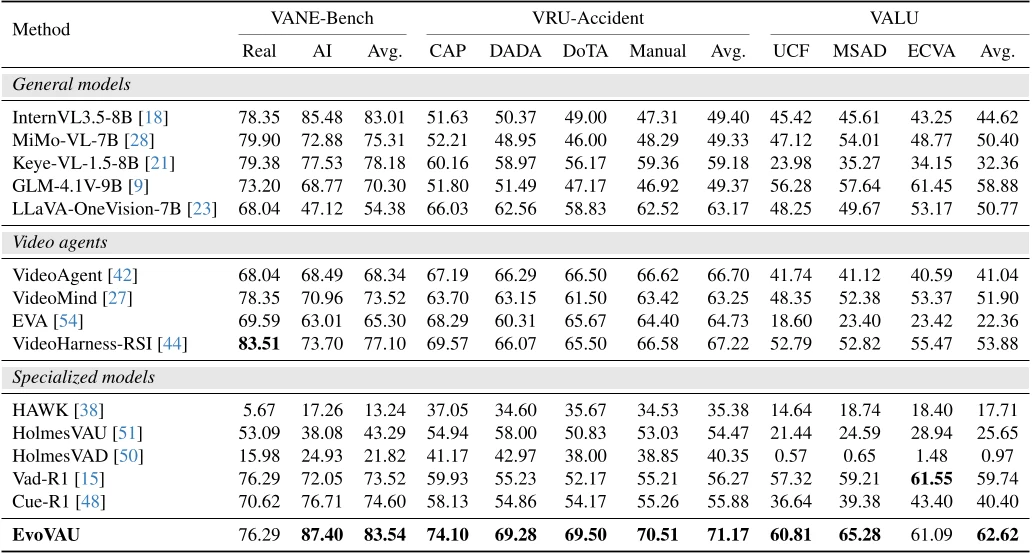 Method VANE-Bench VRU-Accident VALU
Real AI Avg. CAP DADA DoTA Manual Avg. UCF MSAD ECVA Avg.
General models
InternVL3.5-8B [18] 78.35 85.48 83.01 51.63 50.37 49.00 47.31 49.40 45.42 45.61 43.25 44.62
MiMo-VL-7B [28] 79.90 72.88 75.31 52.21 48.95 46.00 48.29 49.33 47.12 54.01 48.77 50.40
Keye-VL-1.5-8B [21] 79.38 77.53 78.18 60.16 58.97 56.17 59.36 59.18 23.98 35.27 34.15 32.36
GLM-4.1V-9B [9] 73.20 68.77 70.30 51.80 51.49 47.17 46.92 49.37 56.28 57.64 61.45 58.88
LLaVA-OneVision-7B [23] 68.04 47.12 54.38 66.03 62.56 58.83 62.52 63.17 48.25 49.67 53.17 50.77
Video agents
VideoAgent [42] 68.04 68.49 68.34 67.19 66.29 66.50 66.62 66.70 41.74 41.12 40.59 41.04
VideoMind [27] 78.35 70.96 73.52 63.70 63.15 61.50 63.42 63.25 48.35 52.38 53.37 51.90
EVA [54] 69.59 63.01 65.30 68.29 60.31 65.67 64.40 64.73 18.60 23.40 23.42 22.36
VideoHarness-RSI [44] 83.51 73.70 77.10 69.57 66.07 65.50 66.58 67.22 52.79 52.82 55.47 53.88
Specialized models
HAWK [38] 5.67 17.26 13.24 37.05 34.60 35.67 34.53 35.38 14.64 18.74 18.40 17.71
HolmesVAU [51] 53.09 38.08 43.29 54.94 58.00 50.83 53.03 54.47 21.44 24.59 28.94 25.65
HolmesVAD [50] 15.98 24.93 21.82 41.17 42.97 38.00 38.85 40.35 0.57 0.65 1.48 0.97
Vad-R1 [15] 76.29 72.05 73.52 59.93 55.23 52.17 55.21 56.27 57.32 59.21 61.55 59.74
Cue-R1 [48] 70.62 76.71 74.60 58.13 54.86 54.17 55.26 55.88 36.64 39.38 43.40 40.40
EvoVAU 76.29 87.40 83.54 74.10 69.28 69.50 70.51 71.17 60.81 65.28 61.09 62.62